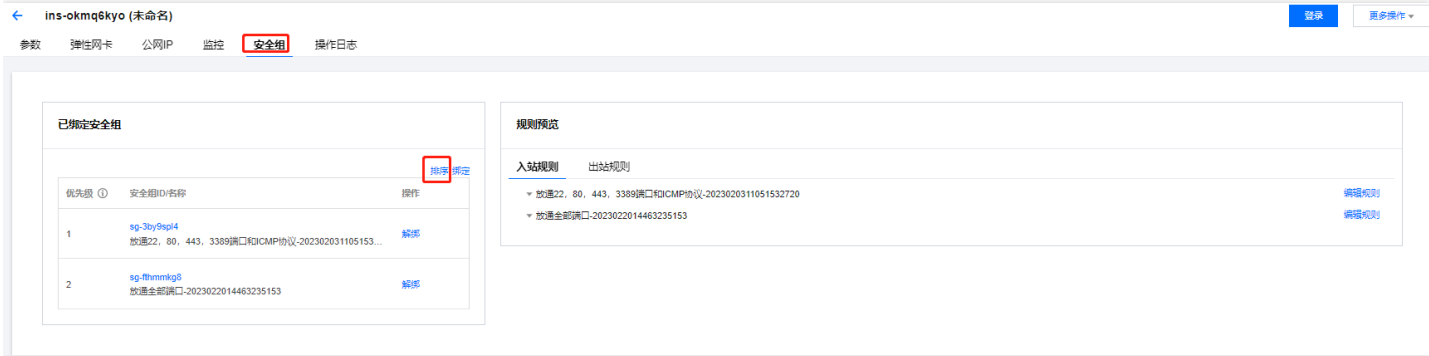 ins-okmq6kyo (未命名)
登录
更多操作
参数 弹性网卡 公网IP 监控 安全组 操作日志
已绑定安全组
排序 绑定
优先级 安全组ID/名称 操作
1
sg-3by9spl4
放通22，80，443，3389端口和ICMP协议-202302031105153...
解绑
2
sg-fthmmkg8
放通全部端口-2023022014463235153
解绑
规则预览
入站规则 出站规则
放通22，80，443，3389端口和ICMP协议-2023020311051532720 编辑规则
放通全部端口-2023022014463235153 编辑规则